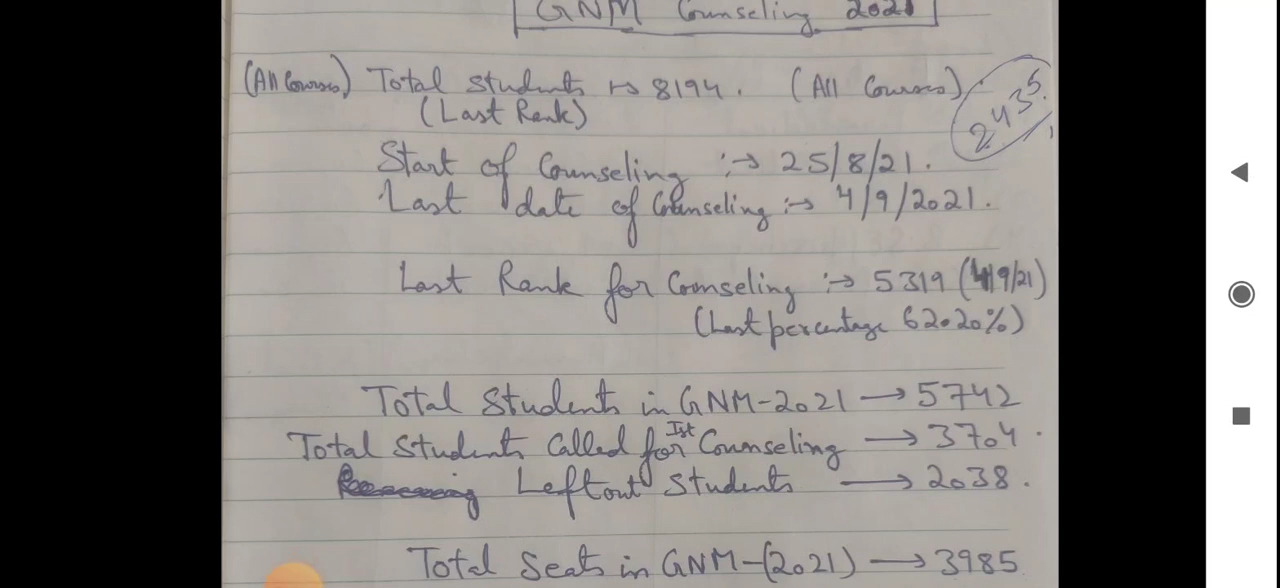 GNM Counseling 2021
(All Courses) Total Students :→ 8194. (All Courses)
2435.
(Last Rank)
Start of Counseling :→ 25/8/21.
Last date of Counseling :→ 4/9/2021.
Last Rank for Counseling :→ 5319 (4/9/21)
(Last percentage 62.20%)
Total Students in GNM-2021 → 5742
Total Students Called for Ist Counseling → 3704.
Leftout Students → 2038.
Total Seats in GNM-(2021) → 3985